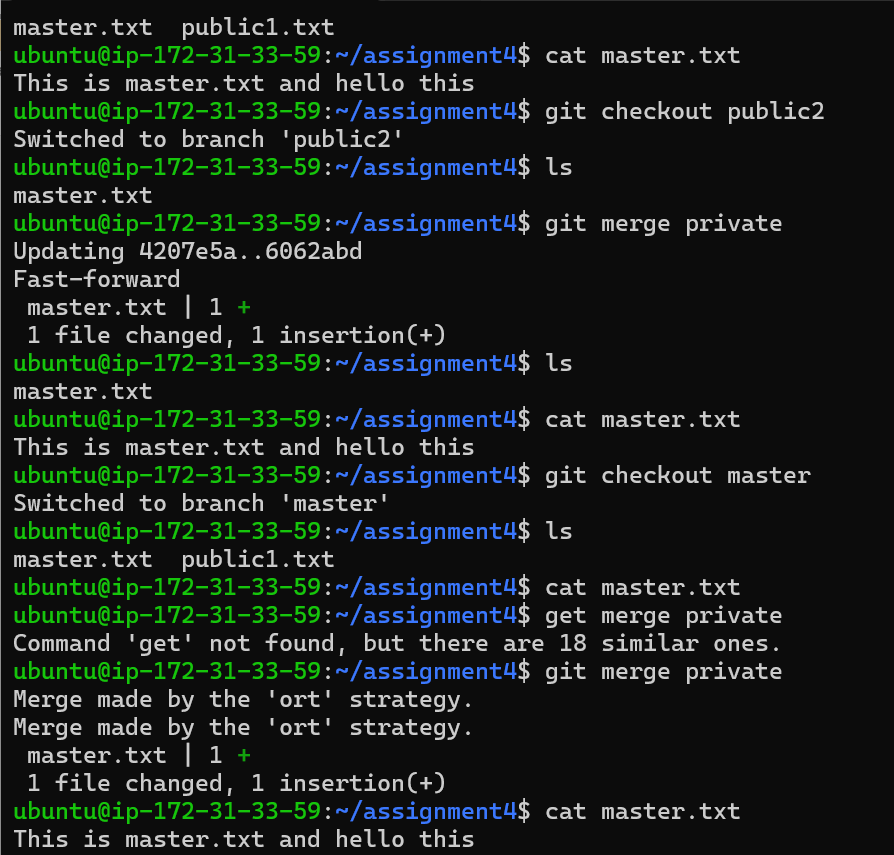 master.txt  public1.txt
ubuntu@ip-172-31-33-59:~/assignment4$ cat master.txt
This is master.txt and hello this
ubuntu@ip-172-31-33-59:~/assignment4$ git checkout public2
Switched to branch 'public2'
ubuntu@ip-172-31-33-59:~/assignment4$ ls
master.txt
ubuntu@ip-172-31-33-59:~/assignment4$ git merge private
Updating 4207e5a..6062abd
Fast-forward
 master.txt | 1 +
 1 file changed, 1 insertion(+)
ubuntu@ip-172-31-33-59:~/assignment4$ ls
master.txt
ubuntu@ip-172-31-33-59:~/assignment4$ cat master.txt
This is master.txt and hello this
ubuntu@ip-172-31-33-59:~/assignment4$ git checkout master
Switched to branch 'master'
ubuntu@ip-172-31-33-59:~/assignment4$ ls
master.txt  public1.txt
ubuntu@ip-172-31-33-59:~/assignment4$ cat master.txt
ubuntu@ip-172-31-33-59:~/assignment4$ get merge private
Command 'get' not found, but there are 18 similar ones.
ubuntu@ip-172-31-33-59:~/assignment4$ git merge private
Merge made by the 'ort' strategy.
Merge made by the 'ort' strategy.
 master.txt | 1 +
 1 file changed, 1 insertion(+)
ubuntu@ip-172-31-33-59:~/assignment4$ cat master.txt
This is master.txt and hello this